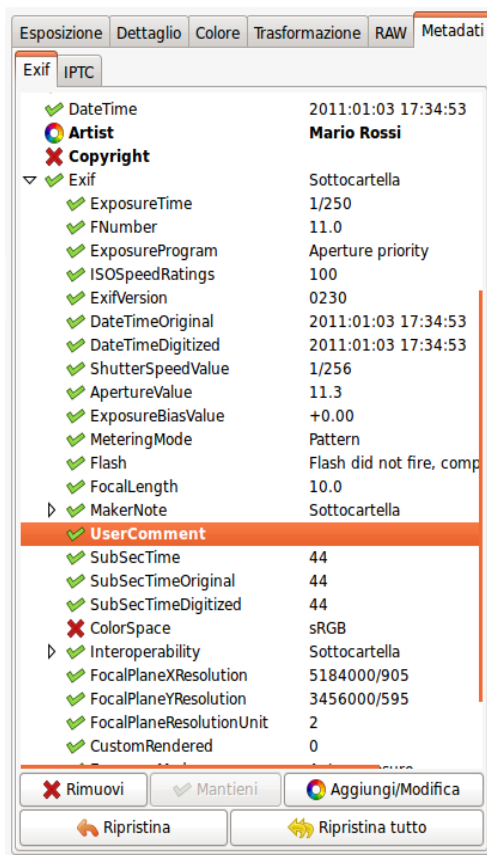 Esposizione Dettaglio Colore Trasformazione RAW Metadati
Exif IPTC
DateTime 2011:01:03 17:34:53
Artist Mario Rossi
Copyright
Exif Sottocartella
ExposureTime 1/250
FNumber 11.0
ExposureProgram Aperture priority
ISOSpeedRatings 100
ExifVersion 0230
DateTimeOriginal 2011:01:03 17:34:53
DateTimeDigitized 2011:01:03 17:34:53
ShutterSpeedValue 1/256
ApertureValue 11.3
ExposureBiasValue +0.00
MeteringMode Pattern
Flash Flash did not fire, comp
FocalLength 10.0
MakerNote Sottocartella
UserComment
SubSecTime 44
SubSecTimeOriginal 44
SubSecTimeDigitized 44
ColorSpace sRGB
Interoperability Sottocartella
FocalPlaneXResolution 5184000/905
FocalPlaneYResolution 3456000/595
FocalPlaneResolutionUnit 2
CustomRendered 0
Rimuovi Mantieni Aggiungi/Modifica
Ripristina Ripristina tutto